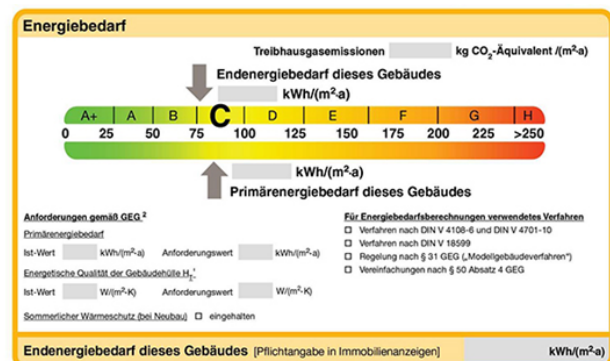 Energiebedarf
Treibhausgasemissionen kg CO₂-Äquivalent /(m²·a)
Endenergiebedarf dieses Gebäudes
kWh/(m²·a)
A+ A B C D E F G H
0 25 50 75 100 125 150 175 200 225 >250
kWh/(m²·a)
Primärenergiebedarf dieses Gebäudes
Anforderungen gemäß GEG ²
Primärenergiebedarf
Ist-Wert kWh/(m²·a) Anforderungswert kWh/(m²·a)
Energetische Qualität der Gebäudehülle H_T'
Ist-Wert W/(m²·K) Anforderungswert W/(m²·K)
Sommerlicher Wärmeschutz (bei Neubau) ☐ eingehalten
Für Energiebedarfsberechnungen verwendetes Verfahren
☐ Verfahren nach DIN V 4108-6 und DIN V 4701-10
☐ Verfahren nach DIN V 18599
☐ Regelung nach § 31 GEG („Modellgebäudeverfahren")
☐ Vereinfachungen nach § 50 Absatz 4 GEG
Endenergiebedarf dieses Gebäudes [Pflichtangabe in Immobilienanzeigen] kWh/(m²·a)